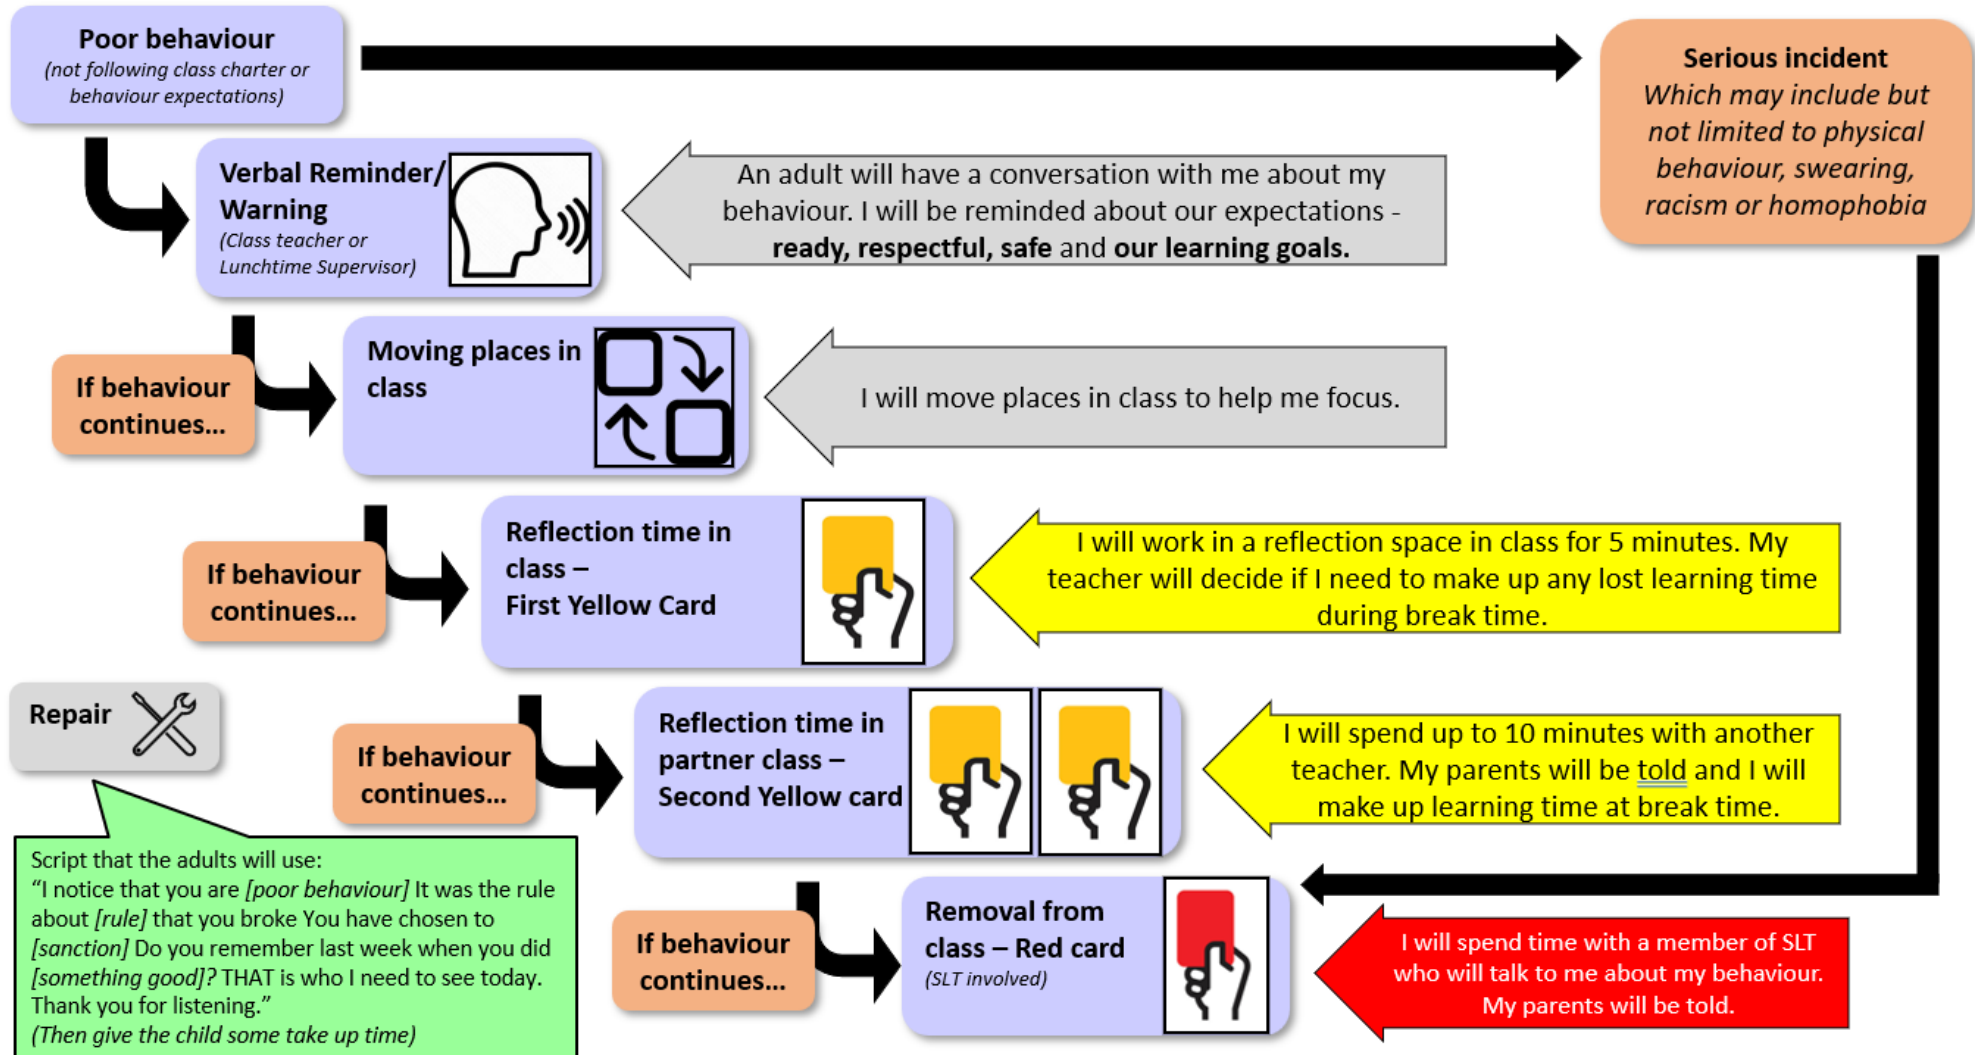 Poor behaviour
(not following class charter or
behaviour expectations)
Serious incident
Which may include but
not limited to physical
behaviour, swearing,
racism or homophobia
Verbal Reminder/
Warning
(Class teacher or
Lunchtime Supervisor)
An adult will have a conversation with me about my
behaviour. I will be reminded about our expectations -
ready, respectful, safe and our learning goals.
If behaviour
continues...
Moving places in
class
I will move places in class to help me focus.
If behaviour
continues...
Reflection time in
class –
First Yellow Card
I will work in a reflection space in class for 5 minutes. My
teacher will decide if I need to make up any lost learning time
during break time.
If behaviour
continues...
Reflection time in
partner class –
Second Yellow card
I will spend up to 10 minutes with another
teacher. My parents will be told and I will
make up learning time at break time.
If behaviour
continues...
Removal from
class – Red card
(SLT involved)
I will spend time with a member of SLT
who will talk to me about my behaviour.
My parents will be told.
Repair
Script that the adults will use:
“I notice that you are [poor behaviour] It was the rule
about [rule] that you broke You have chosen to
[sanction] Do you remember last week when you did
[something good]? THAT is who I need to see today.
Thank you for listening.”
(Then give the child some take up time)